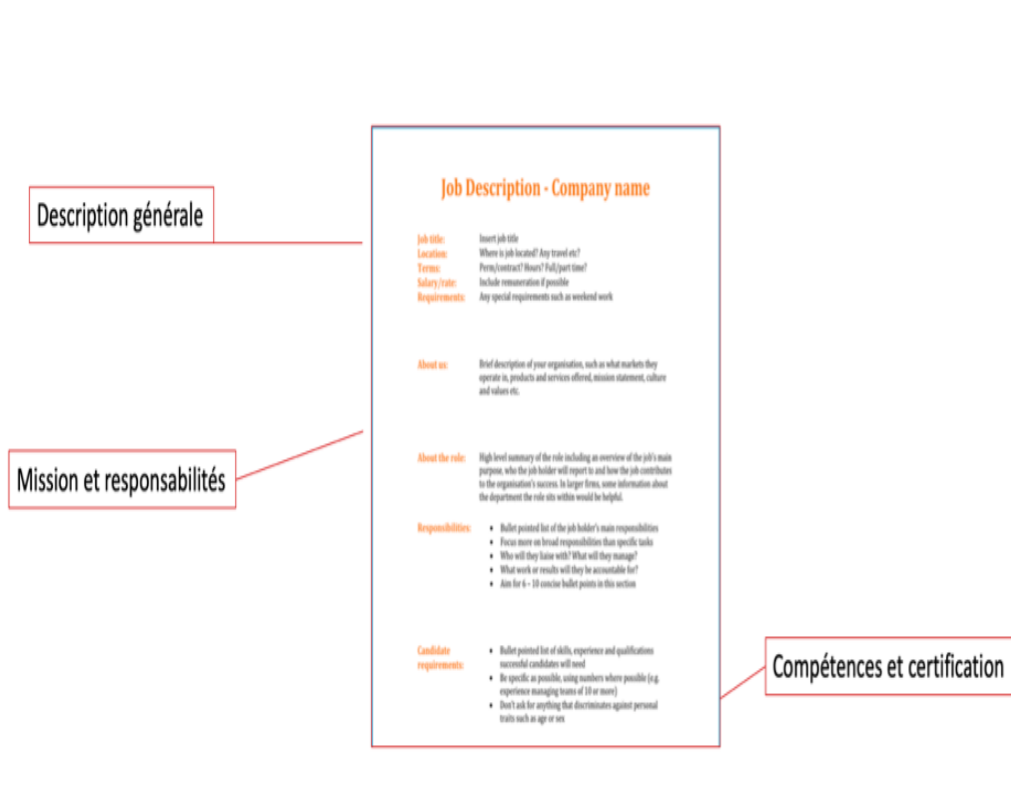 Description générale
Mission et responsabilités
Compétences et certification
Job Description - Company name
Job title: Insert job title
Location: Where is job located? Any travel etc?
Terms: Perm/contract? Hours? Full/part time?
Salary/rate: Include remuneration if possible
Requirements: Any special requirements such as weekend work
About us: Brief description of your organisation, such as what markets they
operate in, products and services offered, mission statement, culture
and values etc.
About the role: High level summary of the role including an overview of the job's main
purpose, who the job holder will report to and how the job contributes
to the organisation's success. In larger firms, some information about
the department the role sits within would be helpful.
Responsibilities: • Bullet pointed list of the job holder's main responsibilities
• Focus more on broad responsibilities than specific tasks
• Who will they liaise with? What will they manage?
• What work or results will they be accountable for?
• Aim for 6 – 10 concise bullet points in this section
Candidate
requirements:
• Bullet pointed list of skills, experience and qualifications
successful candidates will need
• Be specific as possible, using numbers where possible (e.g.
experience managing teams of 10 or more)
• Don't ask for anything that discriminates against personal
traits such as age or sex